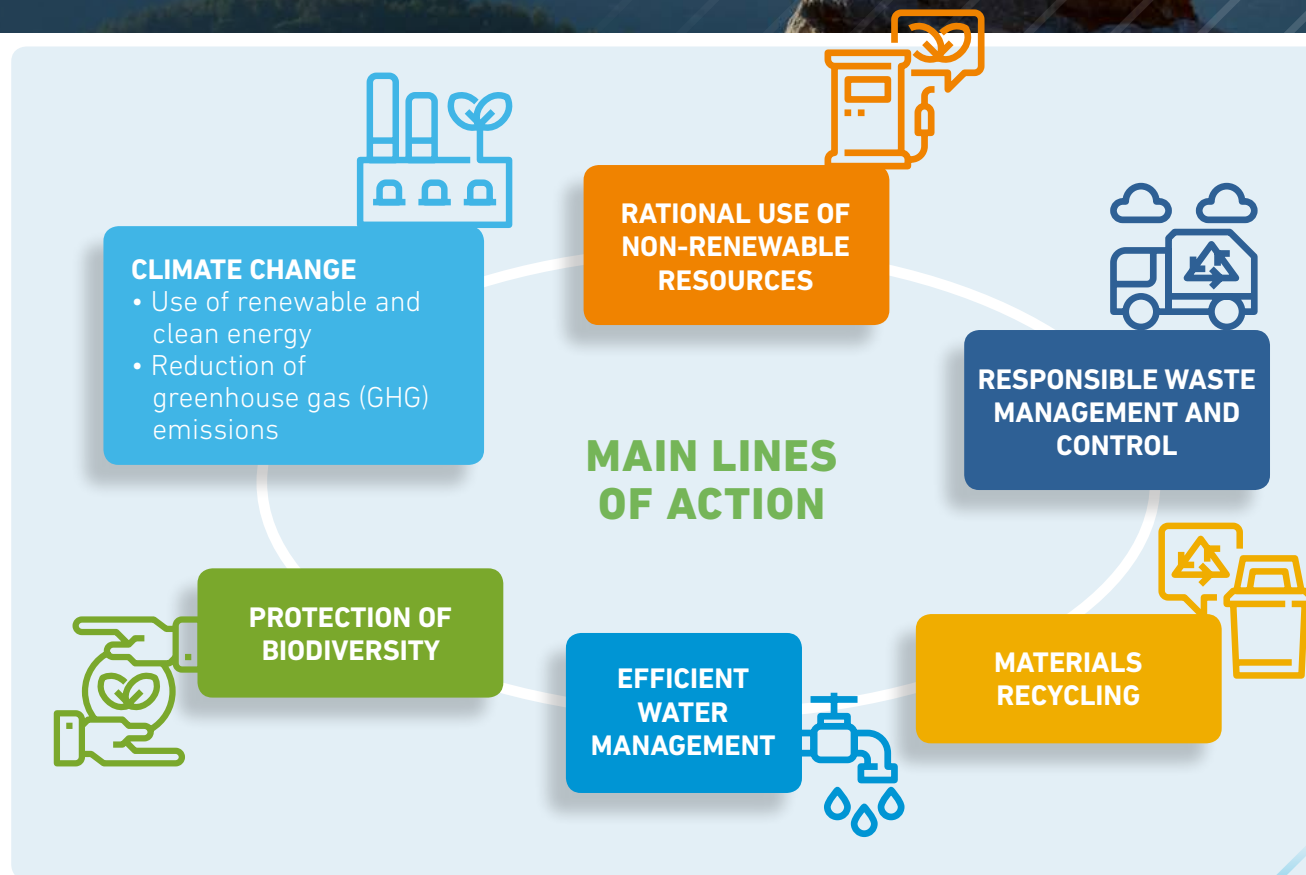 CLIMATE CHANGE
• Use of renewable and
clean energy
• Reduction of
greenhouse gas (GHG)
emissions
RATIONAL USE OF
NON-RENEWABLE
RESOURCES
RESPONSIBLE WASTE
MANAGEMENT AND
CONTROL
MAIN LINES
OF ACTION
PROTECTION OF
BIODIVERSITY
EFFICIENT
WATER
MANAGEMENT
MATERIALS
RECYCLING